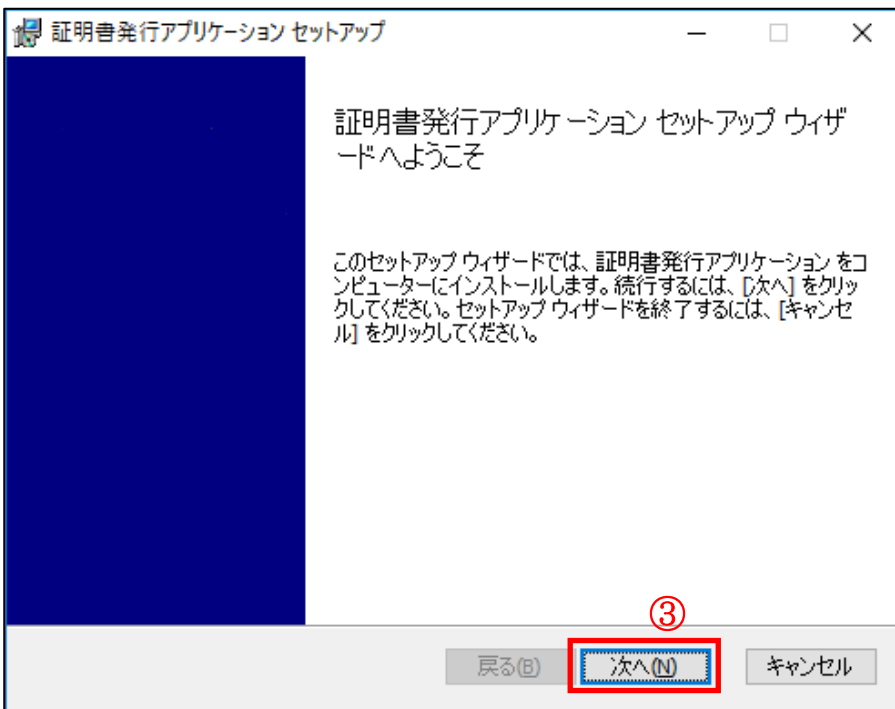 証明書発行アプリケーション セットアップ
証明書発行アプリケーション セットアップ ウィザ
ードへようこそ
このセットアップ ウィザードでは、証明書発行アプリケーション をコ
ンピューターにインストールします。続行するには、[次へ] をクリッ
クしてください。セットアップ ウィザードを終了するには、[キャンセ
ル] をクリックしてください。
③
戻る(B) 次へ(N) キャンセル